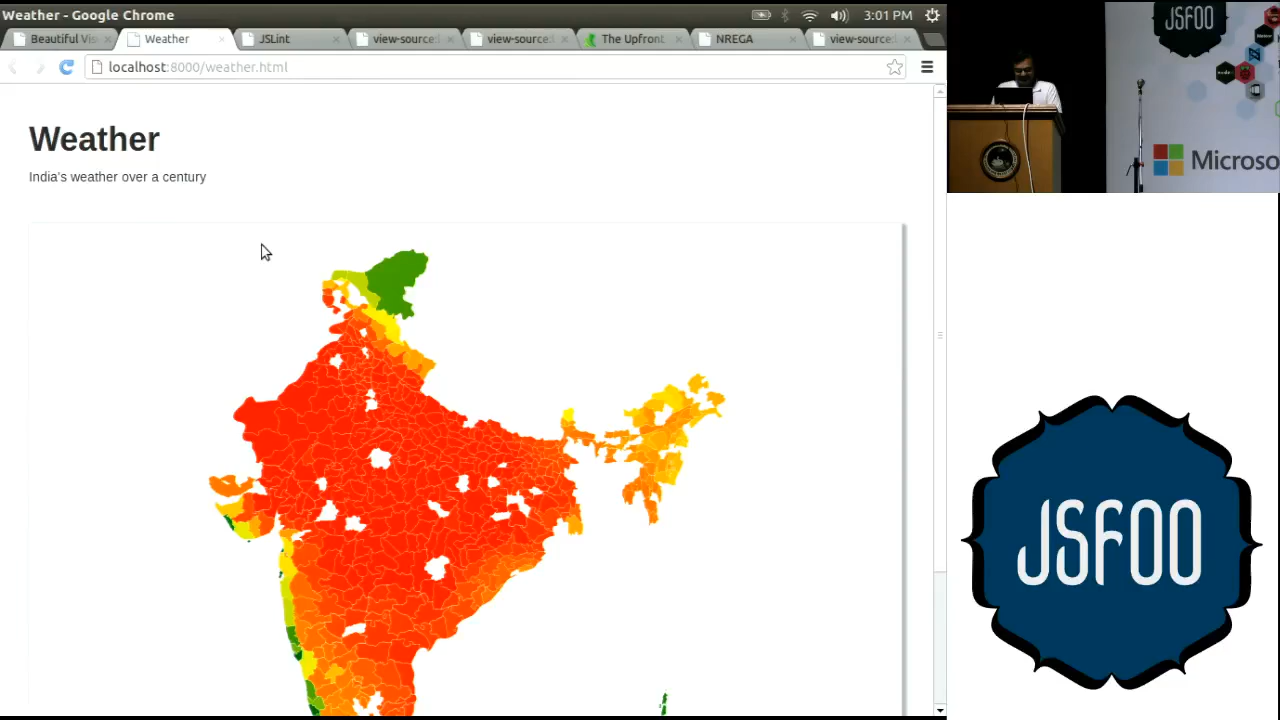 Weather - Google Chrome
3:01 PM
Beautiful Vi
Weather
JSLint
view-source:
view-source:
The Upfront
NREGA
view-source:
localhost:8000/weather.html
Weather
India's weather over a century
JSFOO
Microso
JSFOO